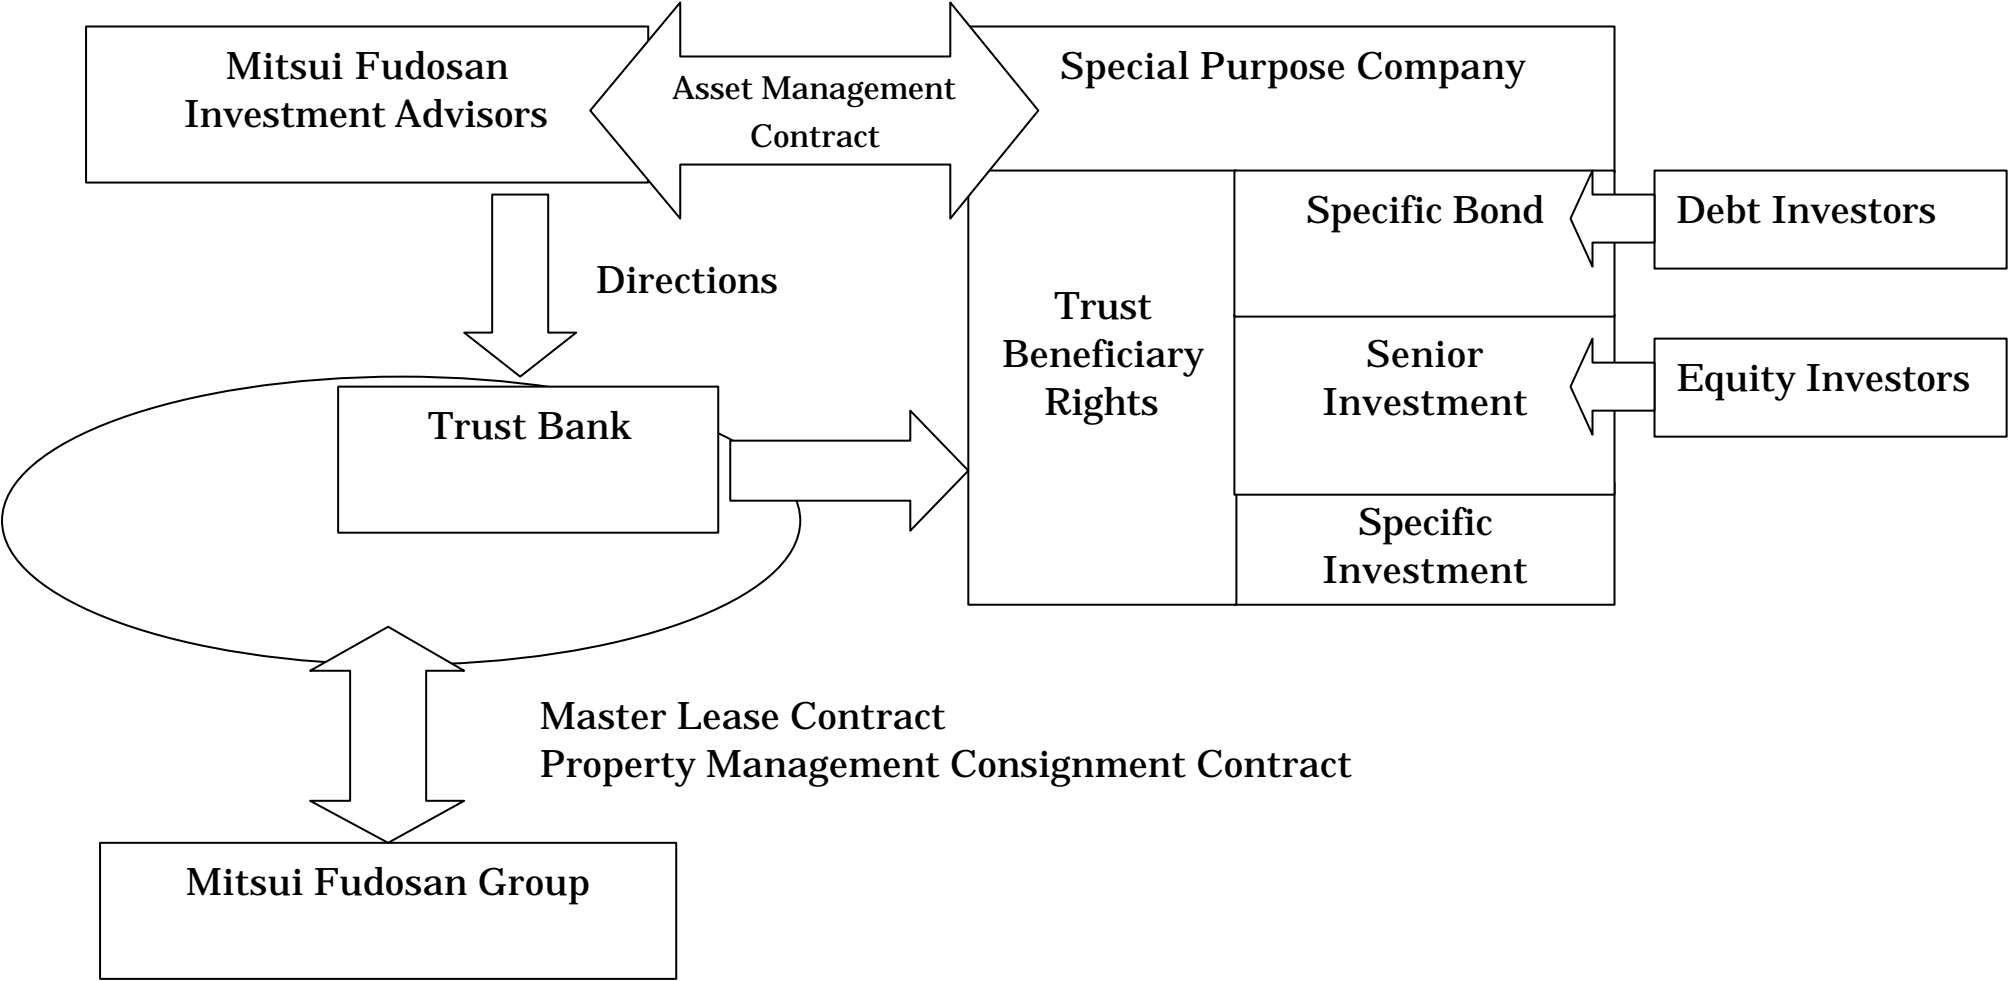 Mitsui Fudosan
Investment Advisors
Asset Management
Contract
Special Purpose Company
Directions
Trust
Beneficiary
Rights
Specific Bond
Debt Investors
Senior
Investment
Equity Investors
Specific
Investment
Trust Bank
Master Lease Contract
Property Management Consignment Contract
Mitsui Fudosan Group